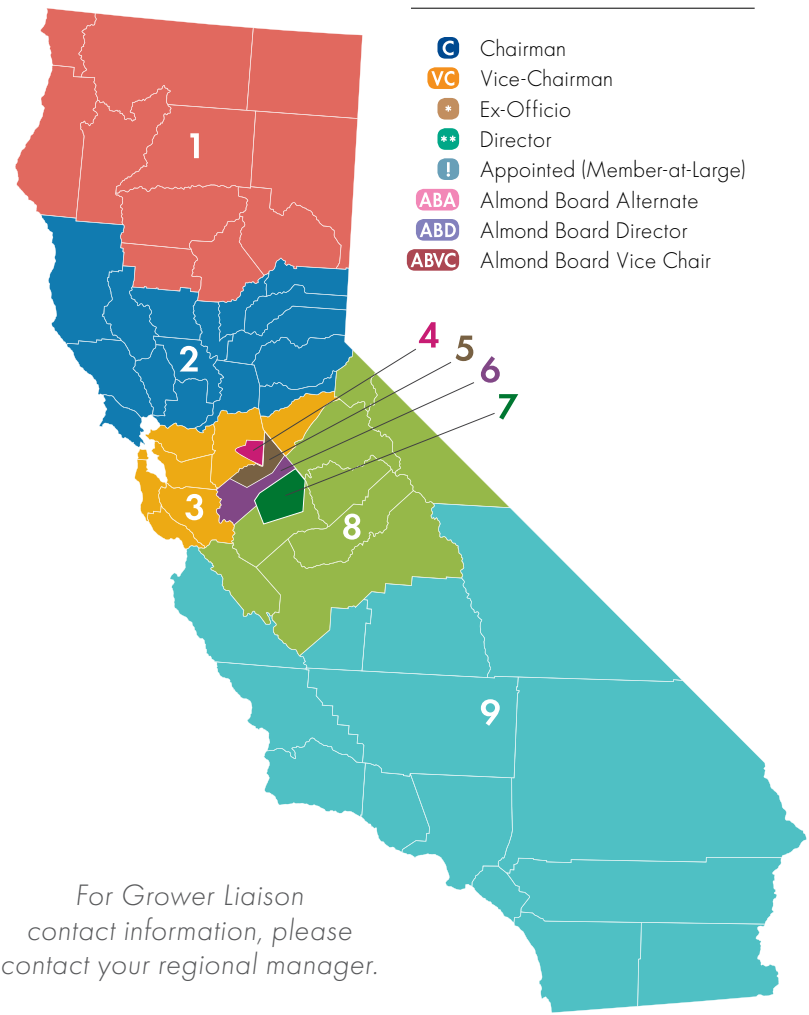 C Chairman
VC Vice-Chairman
* Ex-Officio
** Director
! Appointed (Member-at-Large)
ABA Almond Board Alternate
ABD Almond Board Director
ABVC Almond Board Vice Chair
1
2
3
4
5
6
7
8
9
For Grower Liaison
contact information, please
contact your regional manager.